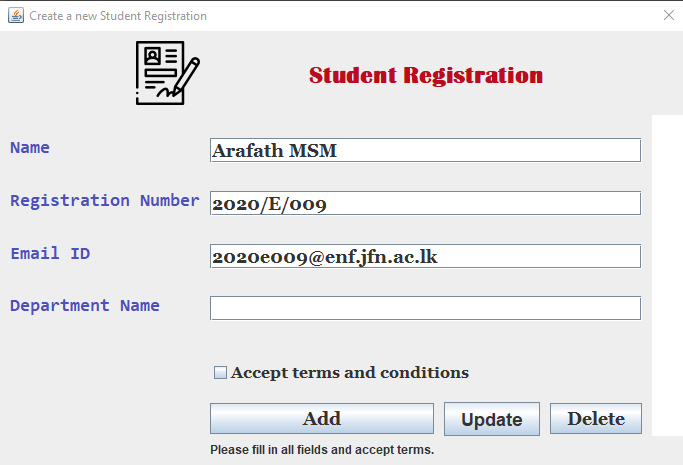 Create a new Student Registration
Student Registration
Name
Arafath MSM
Registration Number
2020/E/009
Email ID
2020e009@enf.jfn.ac.lk
Department Name
Accept terms and conditions
Add Update Delete
Please fill in all fields and accept terms.